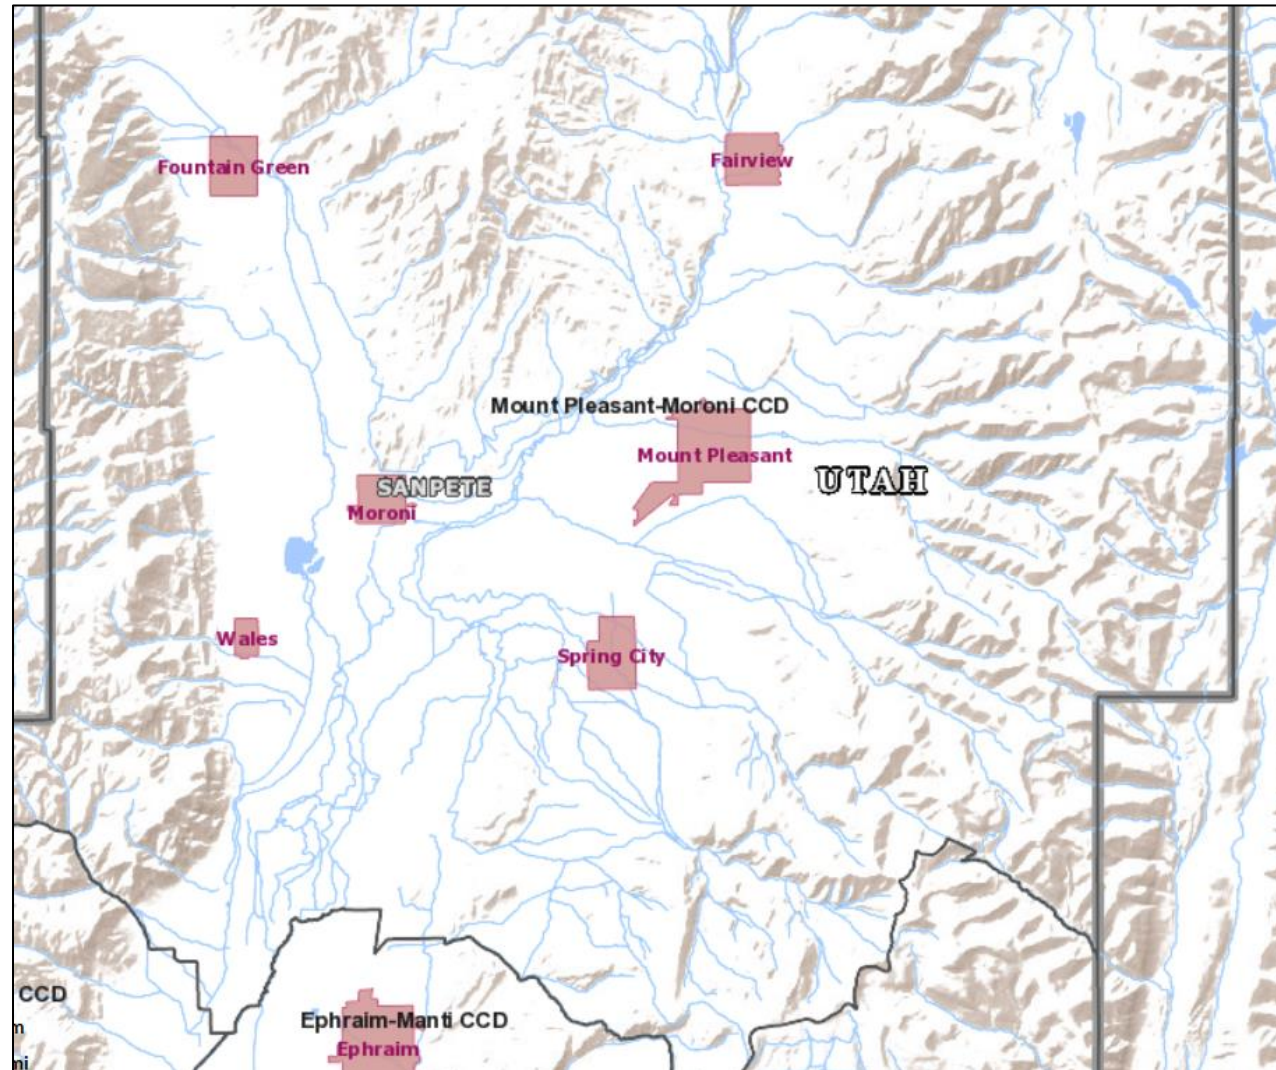 Fountain Green
Fairview
Mount Pleasant-Moroni CCD
Mount Pleasant
UTAH
SANPETE
Moroni
Wales
Spring City
CCD
Ephraim-Manti CCD
m
Ephraim
mi